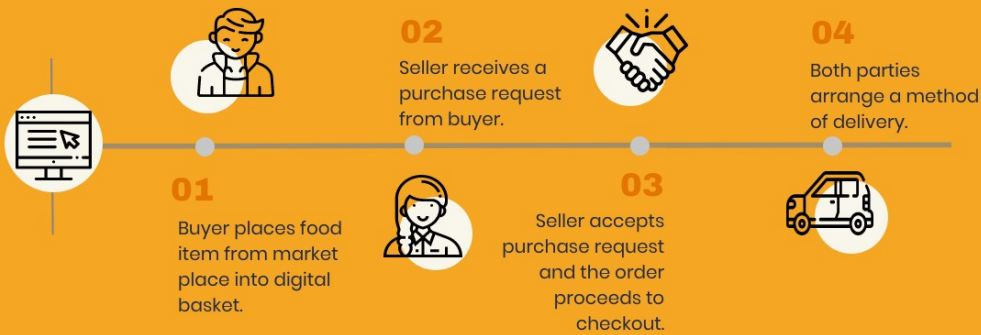 01
Buyer places food
item from market
place into digital
basket.
02
Seller receives a
purchase request
from buyer.
03
Seller accepts
purchase request
and the order
proceeds to
checkout.
04
Both parties
arrange a method
of delivery.